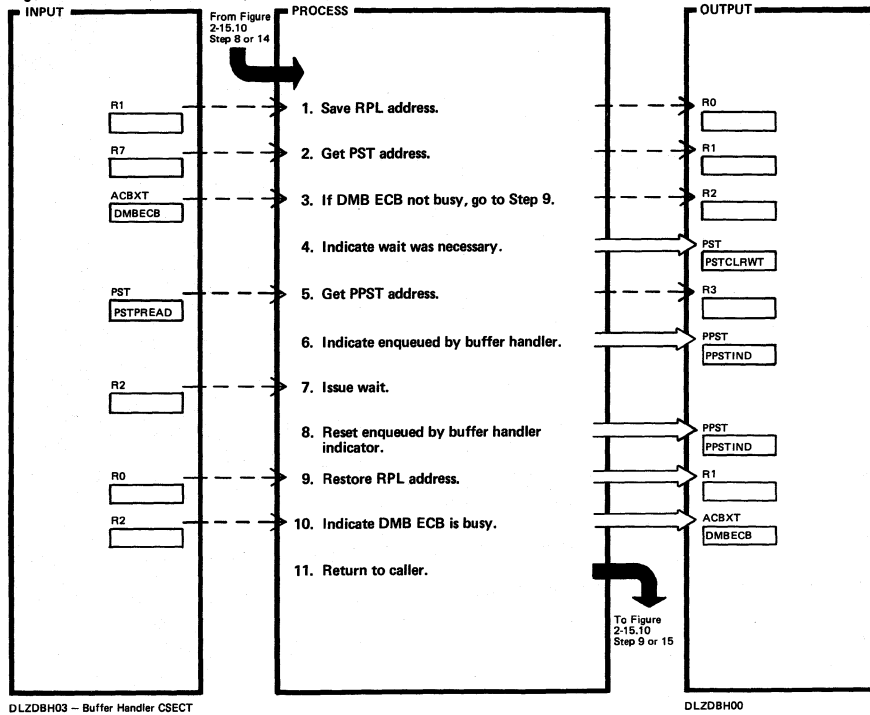 INPUT
From Figure
2-15.10
Step 8 or 14
PROCESS
OUTPUT
R1
1. Save RPL address.
R0
R7
2. Get PST address.
R1
ACBXT
DMBECB
3. If DMB ECB not busy, go to Step 9.
R2
4. Indicate wait was necessary.
PST
PSTCLRWT
PST
PSTPREAD
5. Get PPST address.
R3
6. Indicate enqueued by buffer handler.
PPST
PPSTIND
R2
7. Issue wait.
8. Reset enqueued by buffer handler
indicator.
PPST
PPSTIND
R0
9. Restore RPL address.
R1
R2
10. Indicate DMB ECB is busy.
ACBXT
DMBECB
11. Return to caller.
To Figure
2-15.10
Step 9 or 15
DLZDBH03 – Buffer Handler CSECT
DLZDBH00